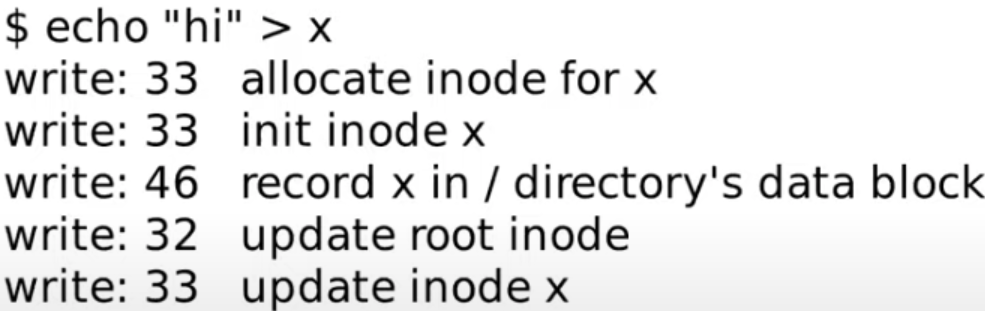 $ echo "hi" > x
write: 33 allocate inode for x
write: 33 init inode x
write: 46 record x in / directory's data block
write: 32 update root inode
write: 33 update inode x